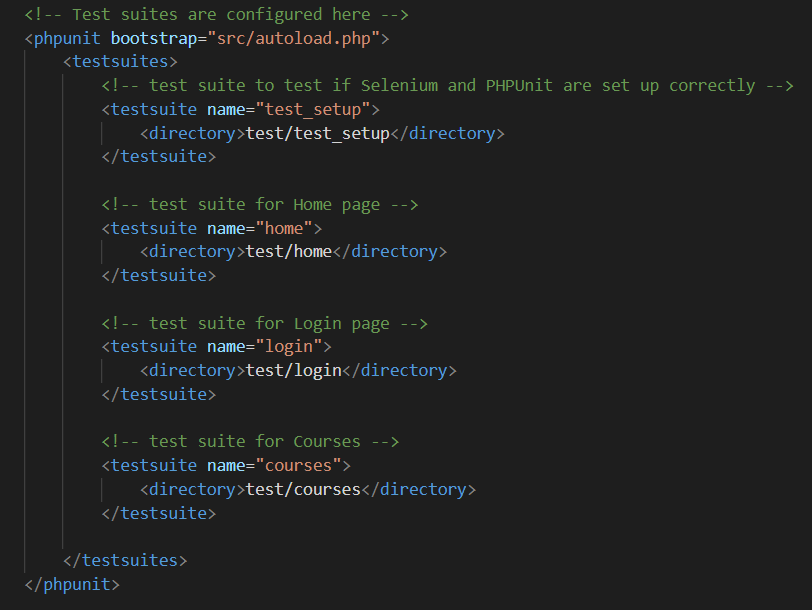 <!-- Test suites are configured here -->
<phpunit bootstrap="src/autoload.php">
<testsuites>
<!-- test suite to test if Selenium and PHPUnit are set up correctly -->
<testsuite name="test_setup">
<directory>test/test_setup</directory>
</testsuite>
<!-- test suite for Home page -->
<testsuite name="home">
<directory>test/home</directory>
</testsuite>
<!-- test suite for Login page -->
<testsuite name="login">
<directory>test/login</directory>
</testsuite>
<!-- test suite for Courses -->
<testsuite name="courses">
<directory>test/courses</directory>
</testsuite>
</testsuites>
</phpunit>